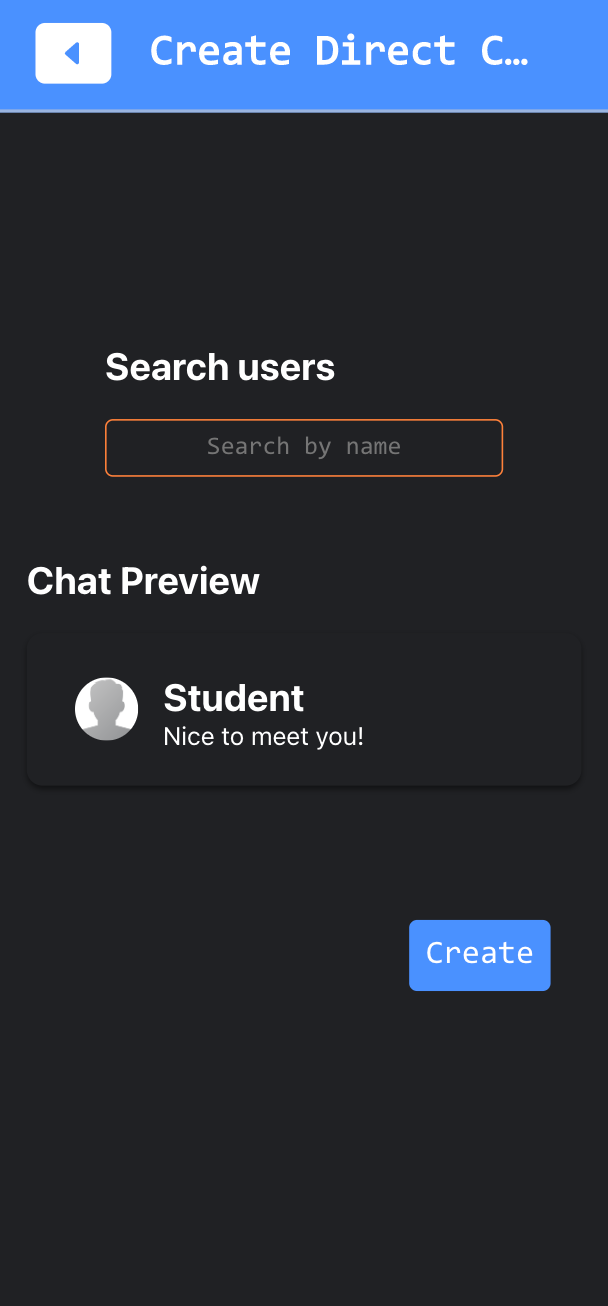 Create Direct C…
Search users
Search by name
Chat Preview
Student
Nice to meet you!
Create